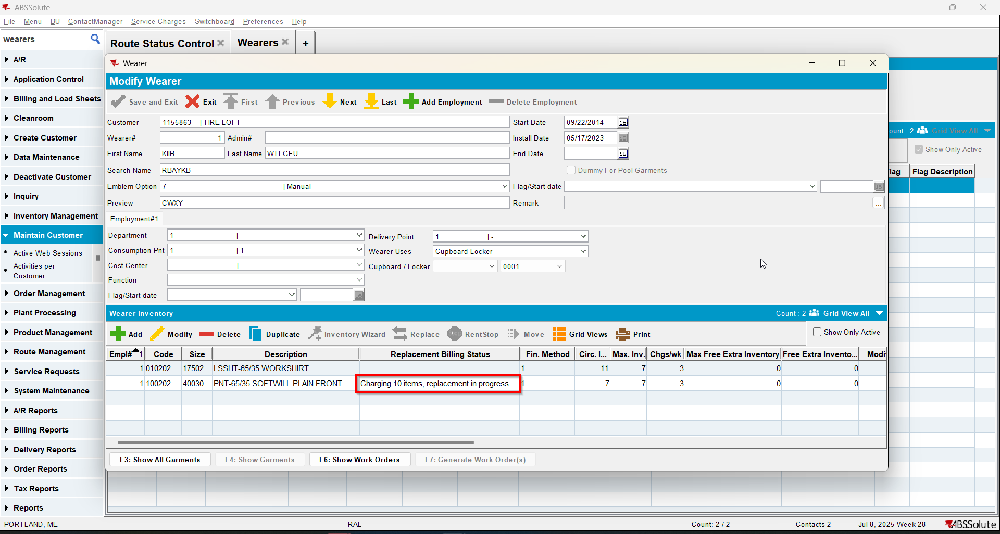 ABSSolute
File Menu BU ContactManager Service Charges Switchboard Preferences Help
wearers
Route Status Control Wearers +
A/R
Application Control
Billing and Load Sheets
Cleanroom
Create Customer
Data Maintenance
Deactivate Customer
Inquiry
Inventory Management
Maintain Customer
Active Web Sessions
Activities per
Customer
Order Management
Plant Processing
Product Management
Route Management
Service Requests
System Maintenance
A/R Reports
Billing Reports
Delivery Reports
Order Reports
Tax Reports
Reports
Wearer
Modify Wearer
Save and Exit Exit First Previous Next Last Add Employment Delete Employment
Customer 1155863 | TIRE LOFT Start Date 09/22/2014 16
Wearer# 1 Admin# Install Date 05/17/2023 16
First Name KIIB Last Name WTLGFU End Date 16
Search Name RBAYKB Dummy For Pool Garments
Emblem Option 7 | Manual Flag/Start date 16
Preview CWXY Remark ...
Employment#1
Department 1 | - Delivery Point 1 | -
Consumption Pnt 1 | 1 Wearer Uses Cupboard Locker
Cost Center - | - Cupboard / Locker 0001
Function
Flag/Start date 16
Wearer Inventory Count : 2 Grid View All
Add Modify Delete Duplicate Inventory Wizard Replace RentStop Move Grid Views Print Show Only Active
Empl# 1 Code Size Description Replacement Billing Status Fin. Method Circ. I... Max. Inv. Chgs/wk Max Free Extra Inventory Free Extra Invento... Modif
1 010202 17502 LSSHT-65/35 WORKSHIRT 1 11 7 3 0 0
1 100202 40030 PNT-65/35 SOFTWILL PLAIN FRONT Charging 10 items, replacement in progress 1 7 7 3 0 0
F3: Show All Garments F4: Show Garments F6: Show Work Orders F7: Generate Work Order(s)
ount : 2 Grid View All
Show Only Active
lag Flag Description
PORTLAND, ME - - RAL Count: 2 / 2 Contacts 2 Jul 8, 2025 Week 28 ABSSolute